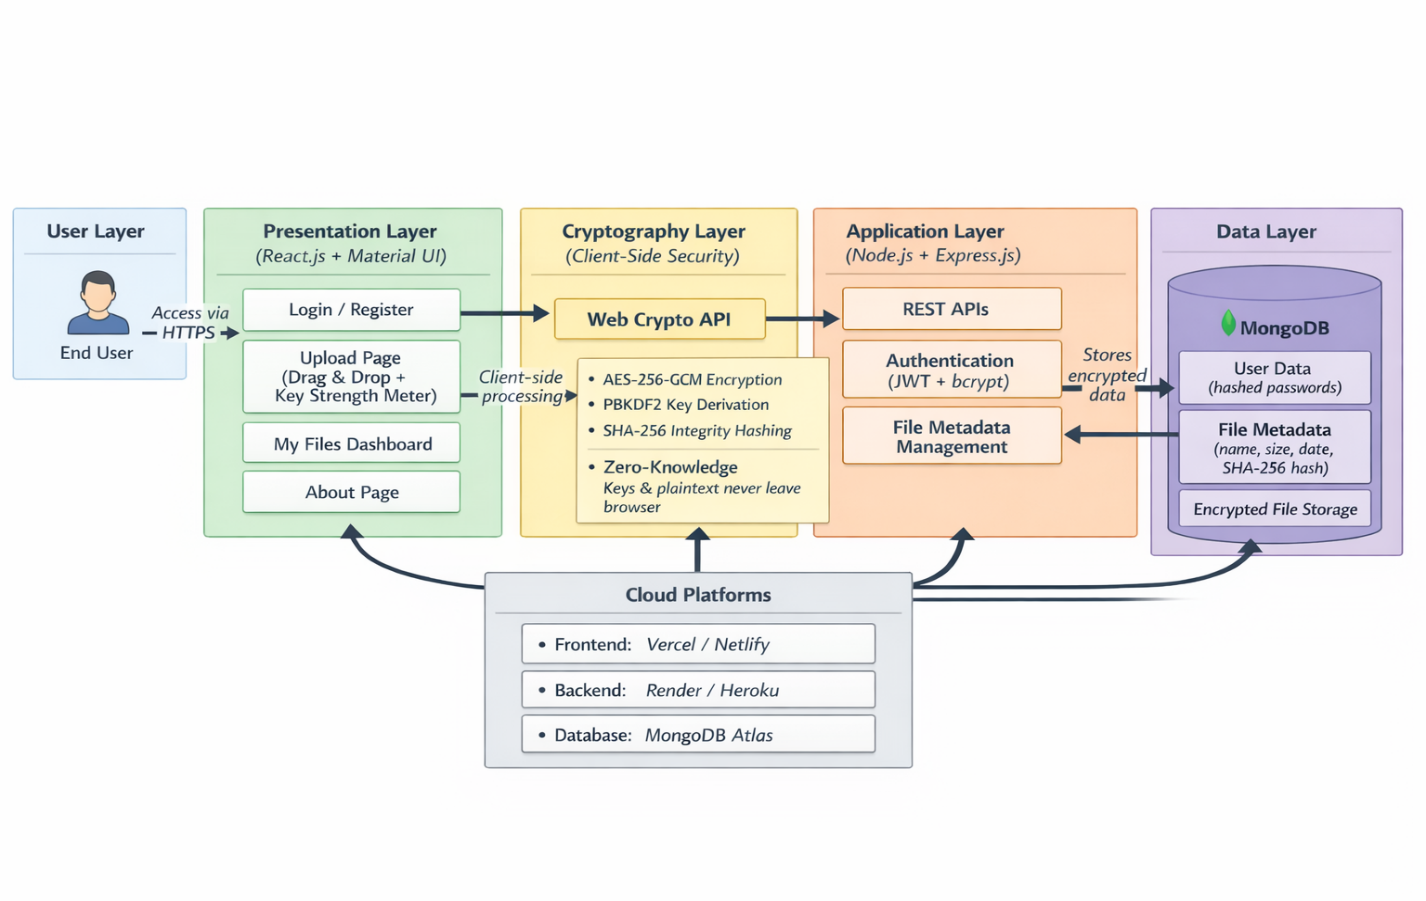 User Layer
End User
Access via
HTTPS
Presentation Layer
(React.js + Material UI)
Login / Register
Upload Page
(Drag & Drop +
Key Strength Meter)
My Files Dashboard
About Page
Client-side
processing
Cryptography Layer
(Client-Side Security)
Web Crypto API
• AES-256-GCM Encryption
• PBKDF2 Key Derivation
• SHA-256 Integrity Hashing
• Zero-Knowledge
Keys & plaintext never leave
browser
Application Layer
(Node.js + Express.js)
REST APIs
Authentication
(JWT + bcrypt)
File Metadata
Management
Stores
encrypted
data
Data Layer
MongoDB
User Data
(hashed passwords)
File Metadata
(name, size, date,
SHA-256 hash)
Encrypted File Storage
Cloud Platforms
• Frontend: Vercel / Netlify
• Backend: Render / Heroku
• Database: MongoDB Atlas